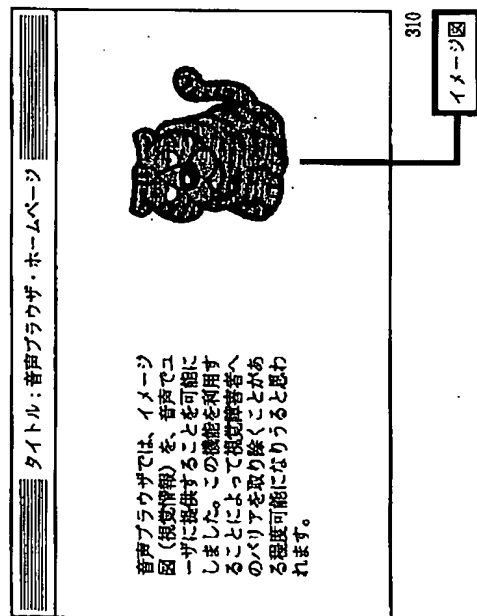 タイトル：音声ブラウザ・ホームページ
音声ブラウザでは、イメージ
図（視覚情報）を、音声でユ
ーザに提供することを可能に
しました。この機能を利用す
ることによって視覚障害者へ
のバリアを取り除くことがあ
る程度可能になりうると思わ
れます。
310
イメージ図